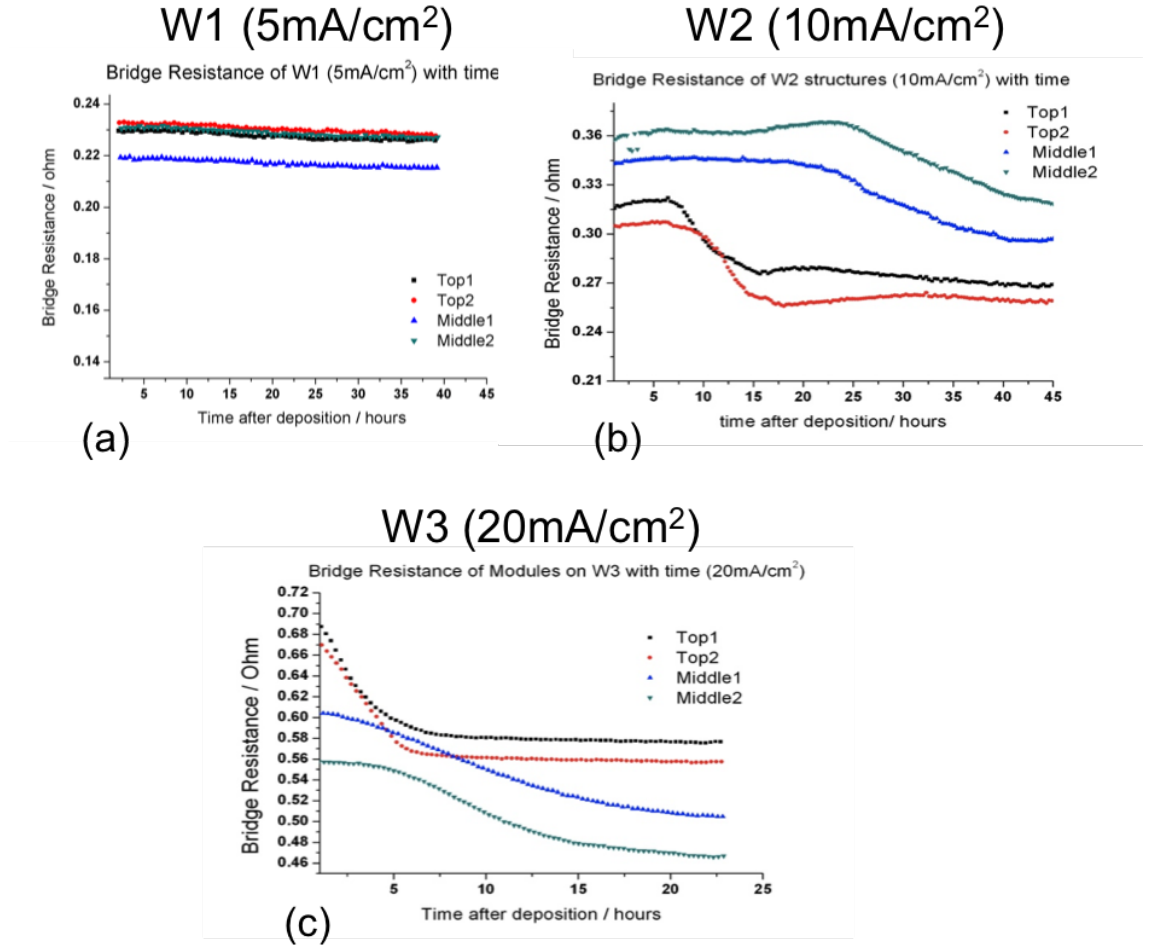 W1 (5mA/cm²)
W2 (10mA/cm²)
Bridge Resistance of W1 (5mA/cm²) with time
Bridge Resistance / ohm
0.24
0.22
0.20
0.18
0.16
0.14
Top1
Top2
Middle1
Middle2
5 10 15 20 25 30 35 40 45
Time after deposition / hours
(a)
Bridge Resistance of W2 structures (10mA/cm²) with time
Bridge Resistance / ohm
0.36
0.33
0.30
0.27
0.24
0.21
Top1
Top2
Middle1
Middle2
5 10 15 20 25 30 35 40 45
time after deposition/ hours
(b)
W3 (20mA/cm²)
Bridge Resistance of Modules on W3 with time (20mA/cm²)
Bridge Resistance / Ohm
0.72
0.70
0.68
0.66
0.64
0.62
0.60
0.58
0.56
0.54
0.52
0.50
0.48
0.46
Top1
Top2
Middle1
Middle2
5 10 15 20 25
Time after deposition / hours
(c)